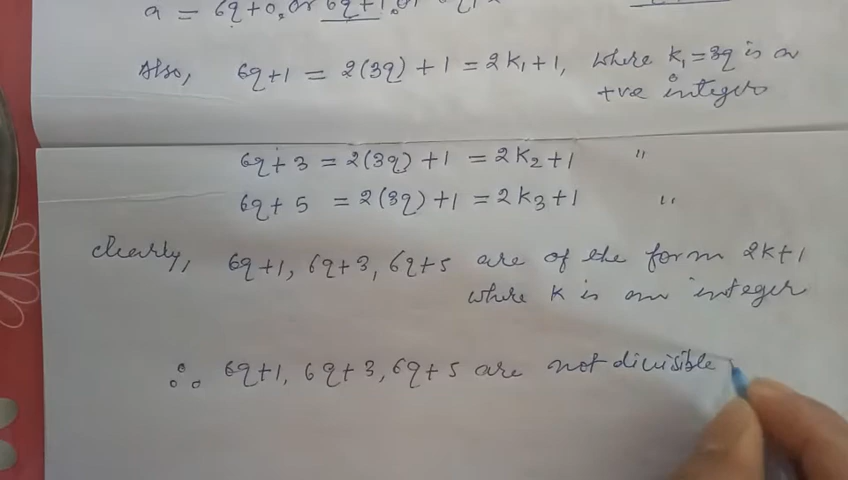 a = 6q+0, or 6q+1, or
Also, 6q+1 = 2(3q)+1 = 2k₁+1, where k₁=3q is a
+ve integer
6q+3 = 2(3q)+1 = 2k₂+1 "
6q+5 = 2(3q)+1 = 2k₃+1 "
clearly, 6q+1, 6q+3, 6q+5 are of the form 2k+1
where k is an integer
∴ 6q+1, 6q+3, 6q+5 are not divisible